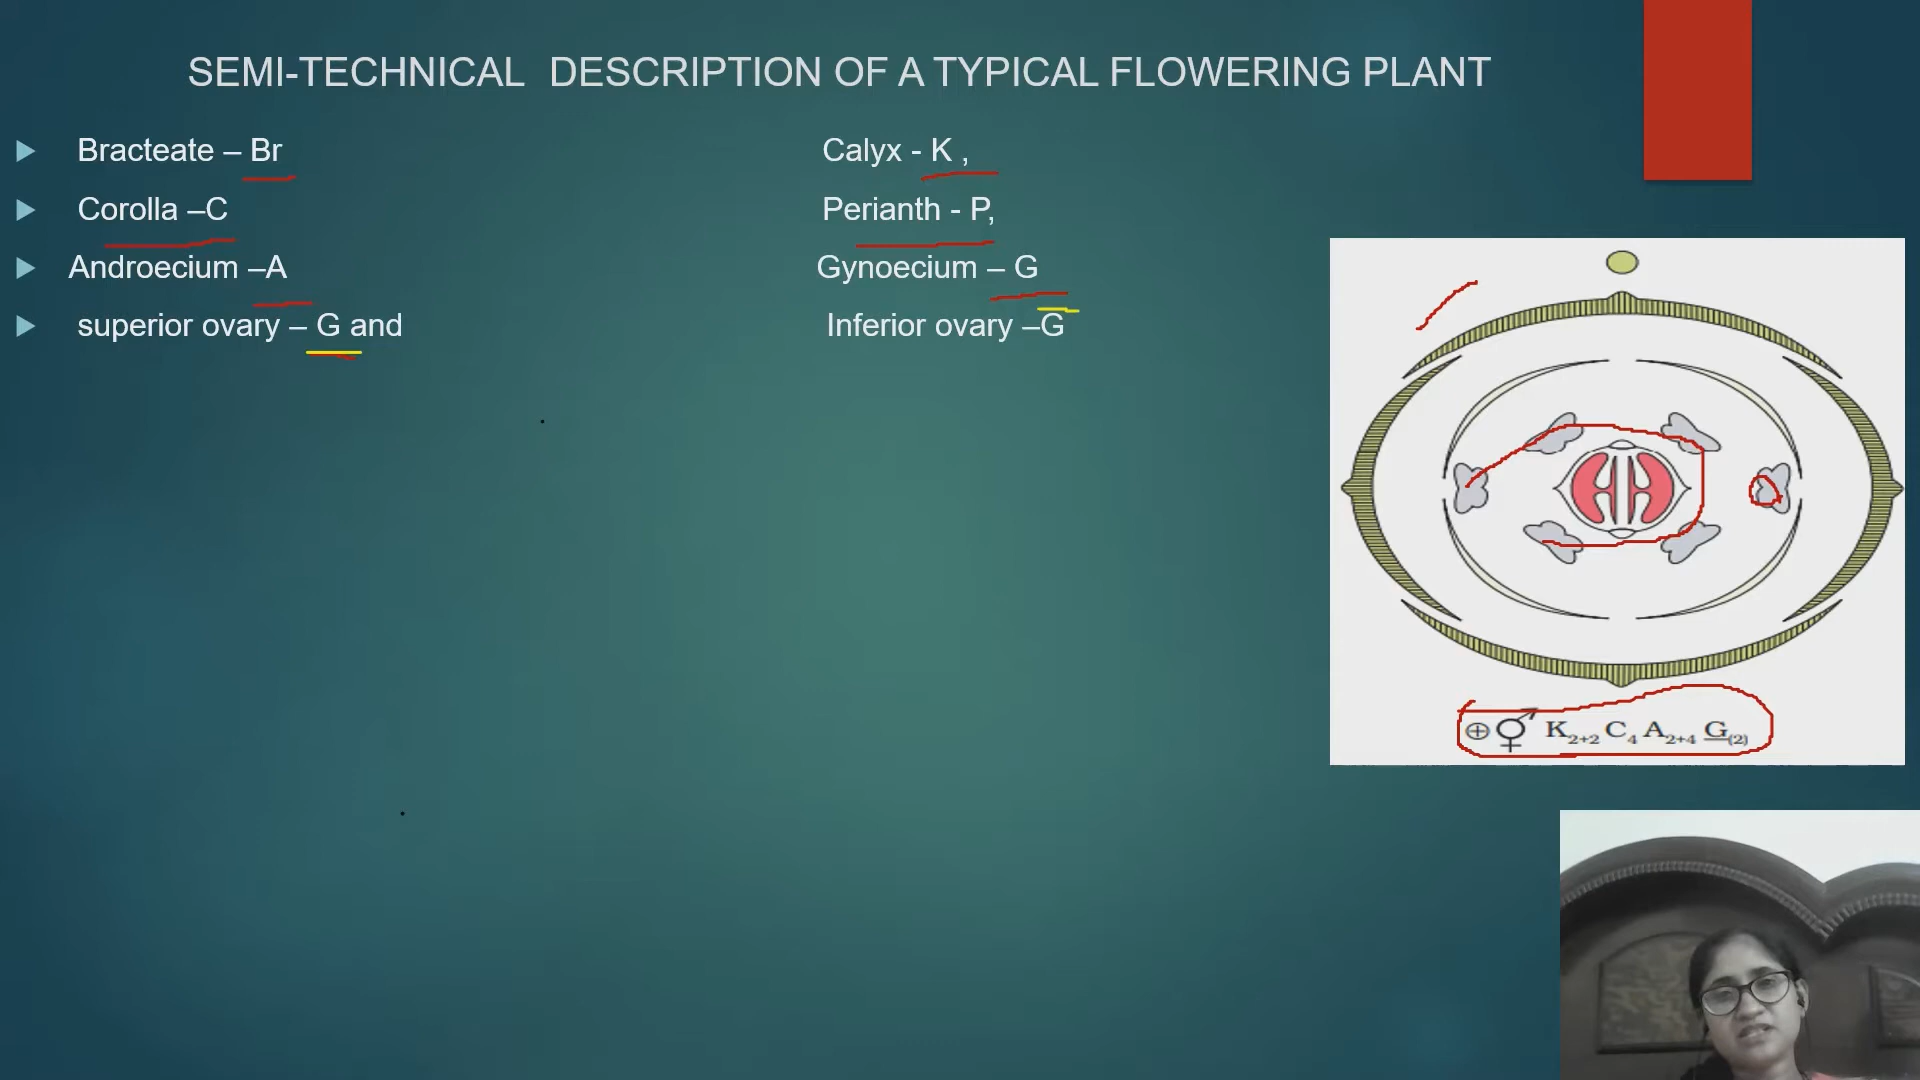 SEMI-TECHNICAL DESCRIPTION OF A TYPICAL FLOWERING PLANT
Bracteate – Br
Calyx - K ,
Corolla –C
Perianth - P,
Androecium –A
Gynoecium – G
superior ovary – G and
Inferior ovary –G
⊕ ⚥ K2+2 C4 A2+4 G(2)